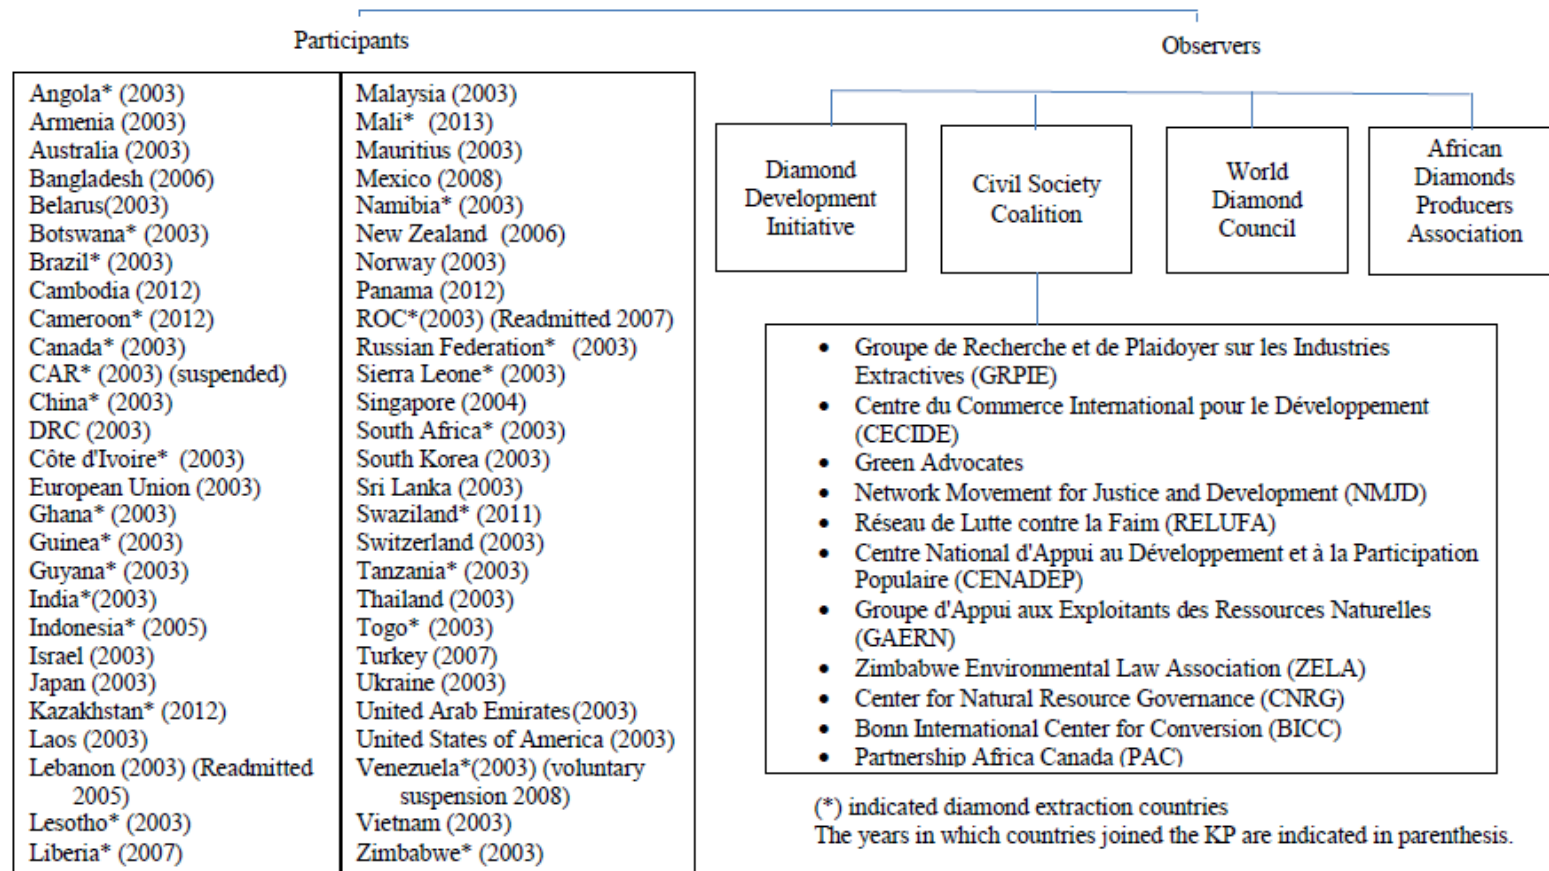 Participants
Angola* (2003)
Armenia (2003)
Australia (2003)
Bangladesh (2006)
Belarus(2003)
Botswana* (2003)
Brazil* (2003)
Cambodia (2012)
Cameroon* (2012)
Canada* (2003)
CAR* (2003) (suspended)
China* (2003)
DRC (2003)
Côte d'Ivoire* (2003)
European Union (2003)
Ghana* (2003)
Guinea* (2003)
Guyana* (2003)
India*(2003)
Indonesia* (2005)
Israel (2003)
Japan (2003)
Kazakhstan* (2012)
Laos (2003)
Lebanon (2003) (Readmitted
2005)
Lesotho* (2003)
Liberia* (2007)
Malaysia (2003)
Mali* (2013)
Mauritius (2003)
Mexico (2008)
Namibia* (2003)
New Zealand (2006)
Norway (2003)
Panama (2012)
ROC*(2003) (Readmitted 2007)
Russian Federation* (2003)
Sierra Leone* (2003)
Singapore (2004)
South Africa* (2003)
South Korea (2003)
Sri Lanka (2003)
Swaziland* (2011)
Switzerland (2003)
Tanzania* (2003)
Thailand (2003)
Togo* (2003)
Turkey (2007)
Ukraine (2003)
United Arab Emirates(2003)
United States of America (2003)
Venezuela*(2003) (voluntary
suspension 2008)
Vietnam (2003)
Zimbabwe* (2003)
Observers
Diamond
Development
Initiative
Civil Society
Coalition
World
Diamond
Council
African
Diamonds
Producers
Association
• Groupe de Recherche et de Plaidoyer sur les Industries
Extractives (GRPIE)
• Centre du Commerce International pour le Développement
(CECIDE)
• Green Advocates
• Network Movement for Justice and Development (NMJD)
• Réseau de Lutte contre la Faim (RELUFA)
• Centre National d'Appui au Développement et à la Participation
Populaire (CENADEP)
• Groupe d'Appui aux Exploitants des Ressources Naturelles
(GAERN)
• Zimbabwe Environmental Law Association (ZELA)
• Center for Natural Resource Governance (CNRG)
• Bonn International Center for Conversion (BICC)
• Partnership Africa Canada (PAC)
(*) indicated diamond extraction countries
The years in which countries joined the KP are indicated in parenthesis.